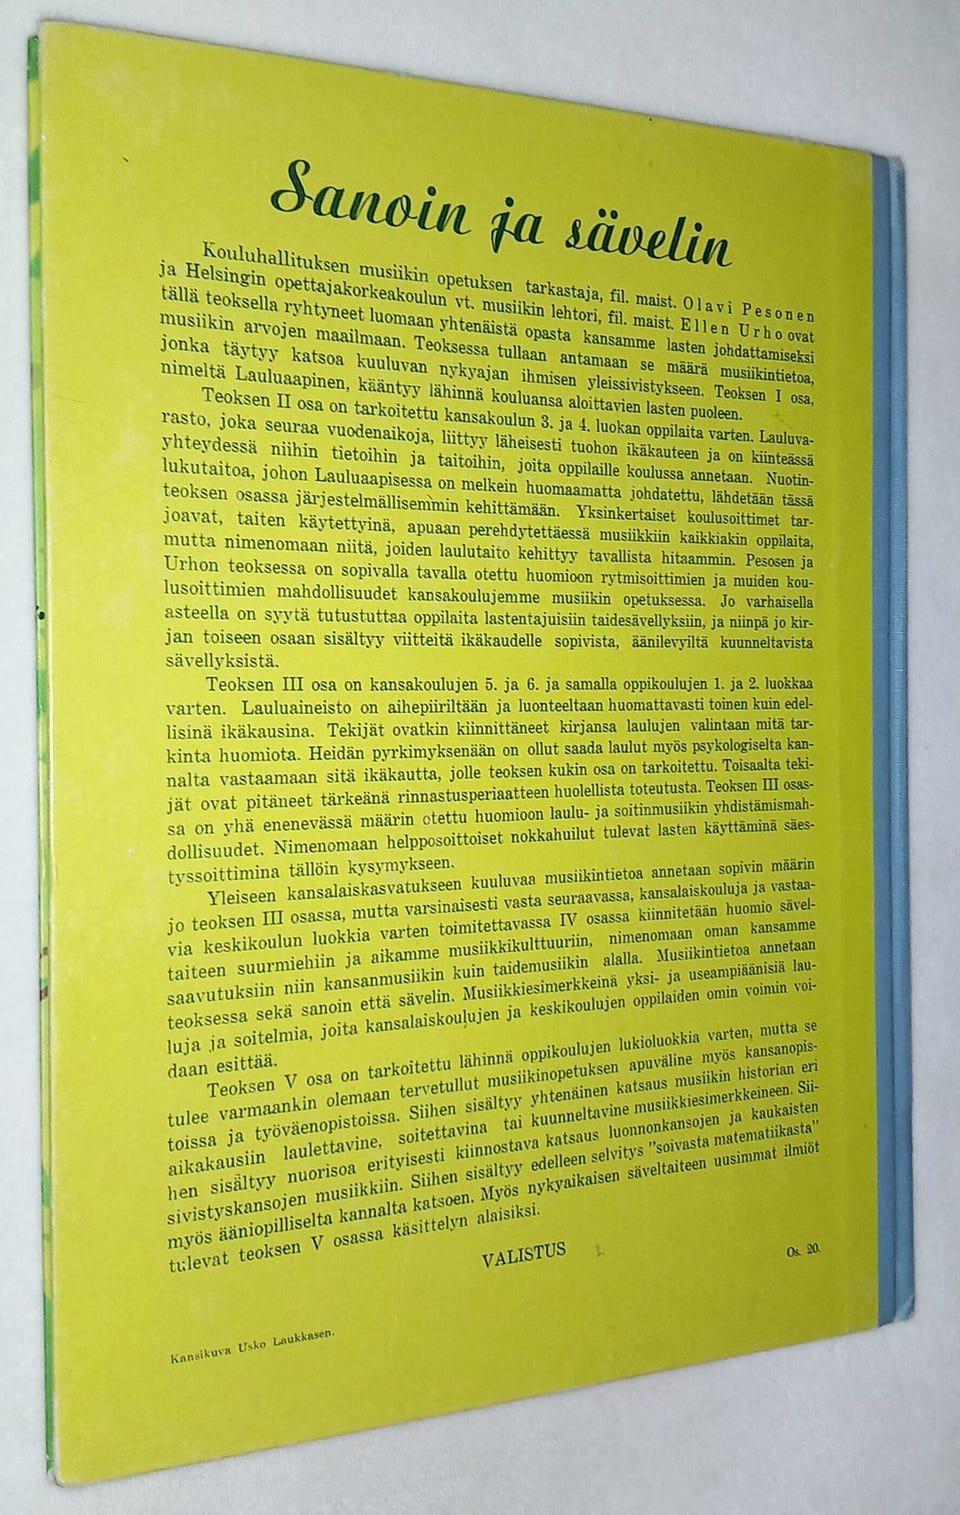 Sanoin ja sävelin
Kouluhallituksen musiikin opetuksen tarkastaja, fil. maist. Olavi Pesonen
ja Helsingin opettajakorkeakoulun vt. musiikin lehtori, fil. maist. Ellen Urho ovat
tällä teoksella ryhtyneet luomaan yhtenäistä opasta kansamme lasten johdattamiseksi
musiikin arvojen maailmaan. Teoksessa tullaan antamaan se määrä musiikintietoa,
jonka täytyy katsoa kuuluvan nykyajan ihmisen yleissivistykseen. Teoksen I osa,
nimeltä Lauluaapinen, kääntyy lähinnä kouluansa aloittavien lasten puoleen.
Teoksen II osa on tarkoitettu kansakoulun 3. ja 4. luokan oppilaita varten. Lauluva-
rasto, joka seuraa vuodenaikoja, liittyy läheisesti tuohon ikäkauteen ja on kiinteässä
yhteydessä niihin tietoihin ja taitoihin, joita oppilaille koulussa annetaan. Nuotin-
lukutaitoa, johon Lauluaapisessa on melkein huomaamatta johdatettu, lähdetään tässä
teoksen osassa järjestelmällisemmin kehittämään. Yksinkertaiset koulusoittimet tar-
joavat, taiten käytettyinä, apuaan perehdytettäessä musiikkiin kaikkiakin oppilaita,
mutta nimenomaan niitä, joiden laulutaito kehittyy tavallista hitaammin. Pesosen ja
Urhon teoksessa on sopivalla tavalla otettu huomioon rytmisoittimien ja muiden kou-
lusoittimien mahdollisuudet kansakoulujemme musiikin opetuksessa. Jo varhaisella
asteella on syytä tutustuttaa oppilaita lastentajuisiin taidesävellyksiin, ja niinpä jo kir-
jan toiseen osaan sisältyy viitteitä ikäkaudelle sopivista, äänilevyiltä kuunneltavista
sävellyksistä.
Teoksen III osa on kansakoulujen 5. ja 6. ja samalla oppikoulujen 1. ja 2. luokkaa
varten. Lauluaineisto on aihepiiriltään ja luonteeltaan huomattavasti toinen kuin edel-
lisinä ikäkausina. Tekijät ovatkin kiinnittäneet kirjansa laulujen valintaan mitä tar-
kinta huomiota. Heidän pyrkimyksenään on ollut saada laulut myös psykologiselta kan-
nalta vastaamaan sitä ikäkautta, jolle teoksen kukin osa on tarkoitettu. Toisaalta teki-
jät ovat pitäneet tärkeänä rinnastusperiaatteen huolellista toteutusta. Teoksen III osas-
sa on yhä enenevässä määrin otettu huomioon laulu- ja soitinmusiikin yhdistämismah-
dollisuudet. Nimenomaan helpposoittoiset nokkahuilut tulevat lasten käyttäminä säes-
tyssoittimina tällöin kysymykseen.
Yleiseen kansalaiskasvatukseen kuuluvaa musiikintietoa annetaan sopivin määrin
jo teoksen III osassa, mutta varsinaisesti vasta seuraavassa, kansalaiskouluja ja vastaa-
via keskikoulun luokkia varten toimitettavassa IV osassa kiinnitetään huomio sävel-
taiteen suurmiehiin ja aikamme musiikkikulttuuriin, nimenomaan oman kansamme
saavutuksiin niin kansanmusiikin kuin taidemusiikin alalla. Musiikintietoa annetaan
teoksessa sekä sanoin että sävelin. Musiikkiesimerkkeinä yksi- ja useampiäänisiä lau-
luja ja soitelmia, joita kansalaiskoulujen ja keskikoulujen oppilaiden omin voimin voi-
daan esittää.
Teoksen V osa on tarkoitettu lähinnä oppikoulujen lukioluokkia varten, mutta se
tulee varmaankin olemaan tervetullut musiikinopetuksen apuväline myös kansanopis-
toissa ja työväenopistoissa. Siihen sisältyy yhtenäinen katsaus musiikin historian eri
aikakausiin laulettavine, soitettavina tai kuunneltavine musiikkiesimerkkeineen. Sii-
hen sisältyy nuorisoa erityisesti kiinnostava katsaus luonnonkansojen ja kaukaisten
sivistyskansojen musiikkiin. Siihen sisältyy edelleen selvitys "soivasta matematiikasta"
myös ääniopilliselta kannalta katsoen. Myös nykyaikaisen säveltaiteen uusimmat ilmiöt
tulevat teoksen V osassa käsittelyn alaisiksi.
VALISTUS
Os. 20.
Kansikuva Usko Laukkasen.